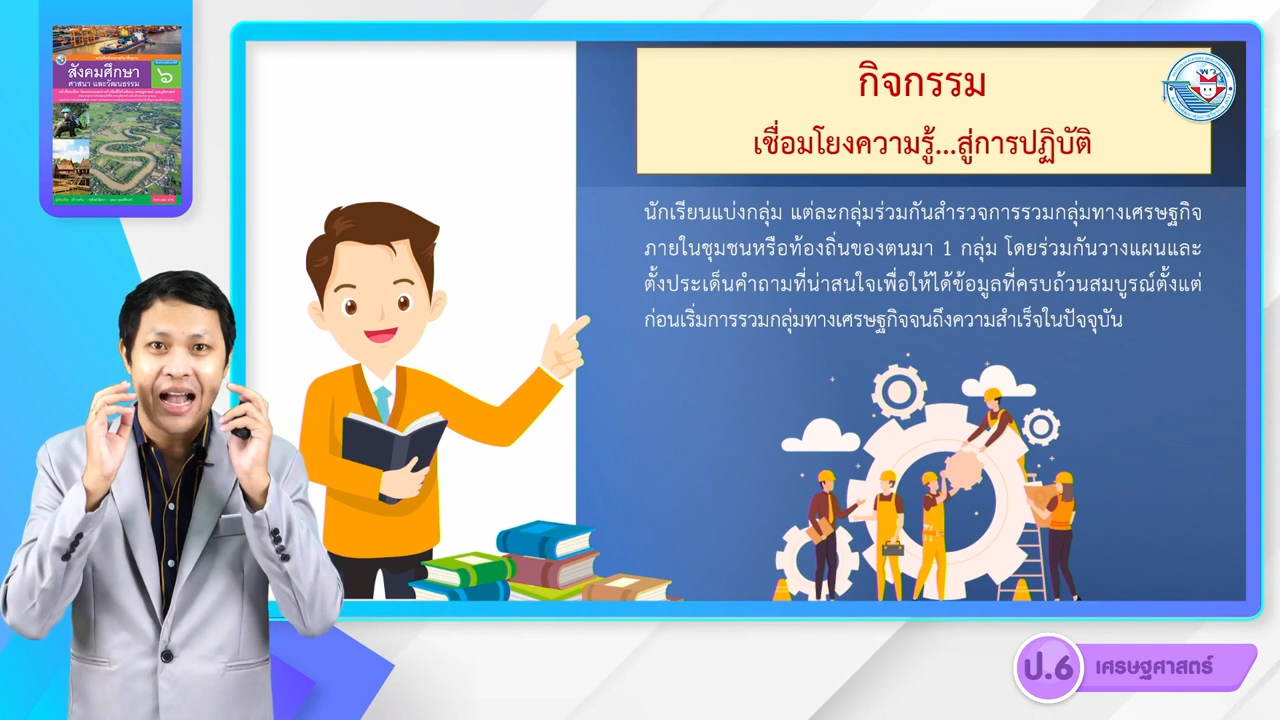 สังคมศึกษา
ศาสนา และวัฒนธรรม
๖
กิจกรรม
เชื่อมโยงความรู้...สู่การปฏิบัติ
พว
นักเรียนแบ่งกลุ่ม แต่ละกลุ่มร่วมกันสำรวจการรวมกลุ่มทางเศรษฐกิจ
ภายในชุมชนหรือท้องถิ่นของตนมา 1 กลุ่ม โดยร่วมกันวางแผนและ
ตั้งประเด็นคำถามที่น่าสนใจเพื่อให้ได้ข้อมูลที่ครบถ้วนสมบูรณ์ตั้งแต่
ก่อนเริ่มการรวมกลุ่มทางเศรษฐกิจจนถึงความสำเร็จในปัจจุบัน
ป.6
เศรษฐศาสตร์